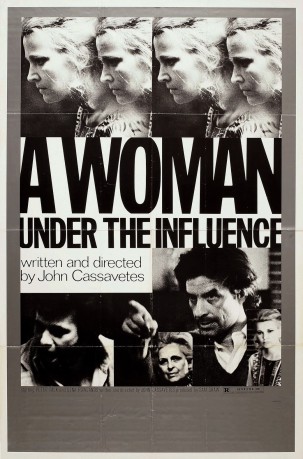 A WOMAN
UNDER THE INFLUENCE
written and directed
by John Cassavetes